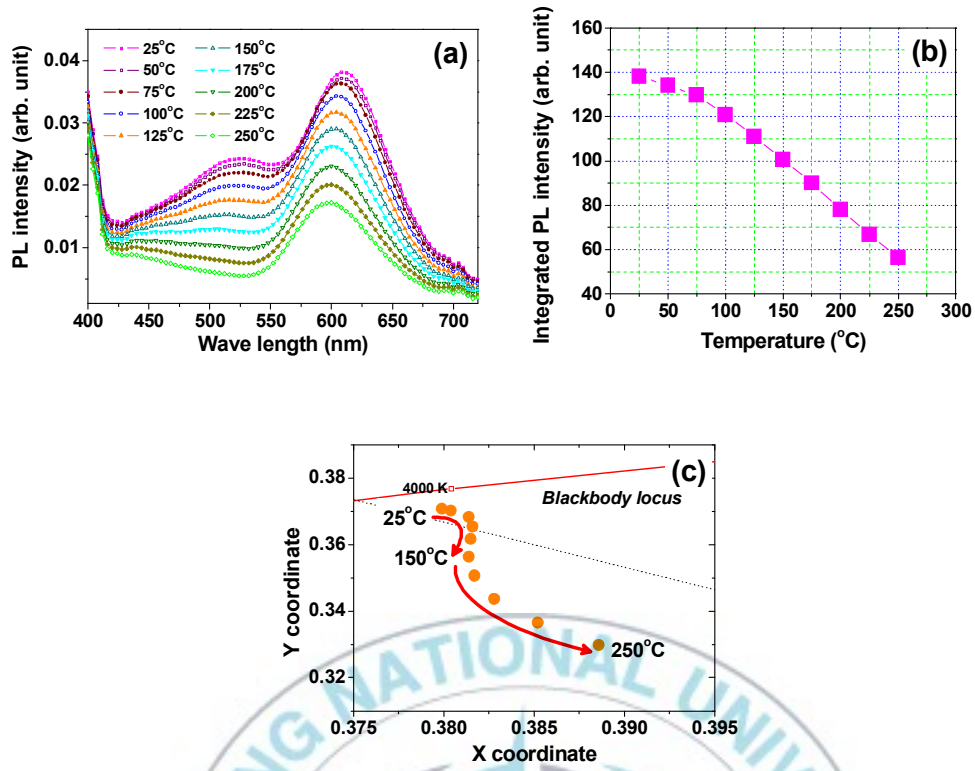 (a)
PL intensity (arb. unit)
0.04
0.03
0.02
0.01
25°C 150°C
50°C 175°C
75°C 200°C
100°C 225°C
125°C 250°C
400 450 500 550 600 650 700
Wave length (nm)
(b)
Integrated PL intensity (arb. unit)
160
140
120
100
80
60
40
0 50 100 150 200 250 300
Temperature (°C)
(c)
Y coordinate
0.38
0.36
0.34
0.32
4000 K
Blackbody locus
25°C
150°C
250°C
0.375 0.380 0.385 0.390 0.395
X coordinate
NG NATIONAL UNIV